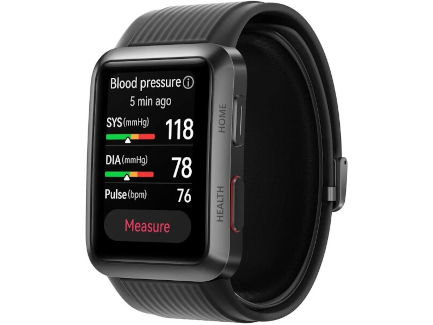 Blood pressure
5 min ago
SYS(mmHg) 118
DIA(mmHg) 78
Pulse(bpm) 76
Measure
HOME
HEALTH